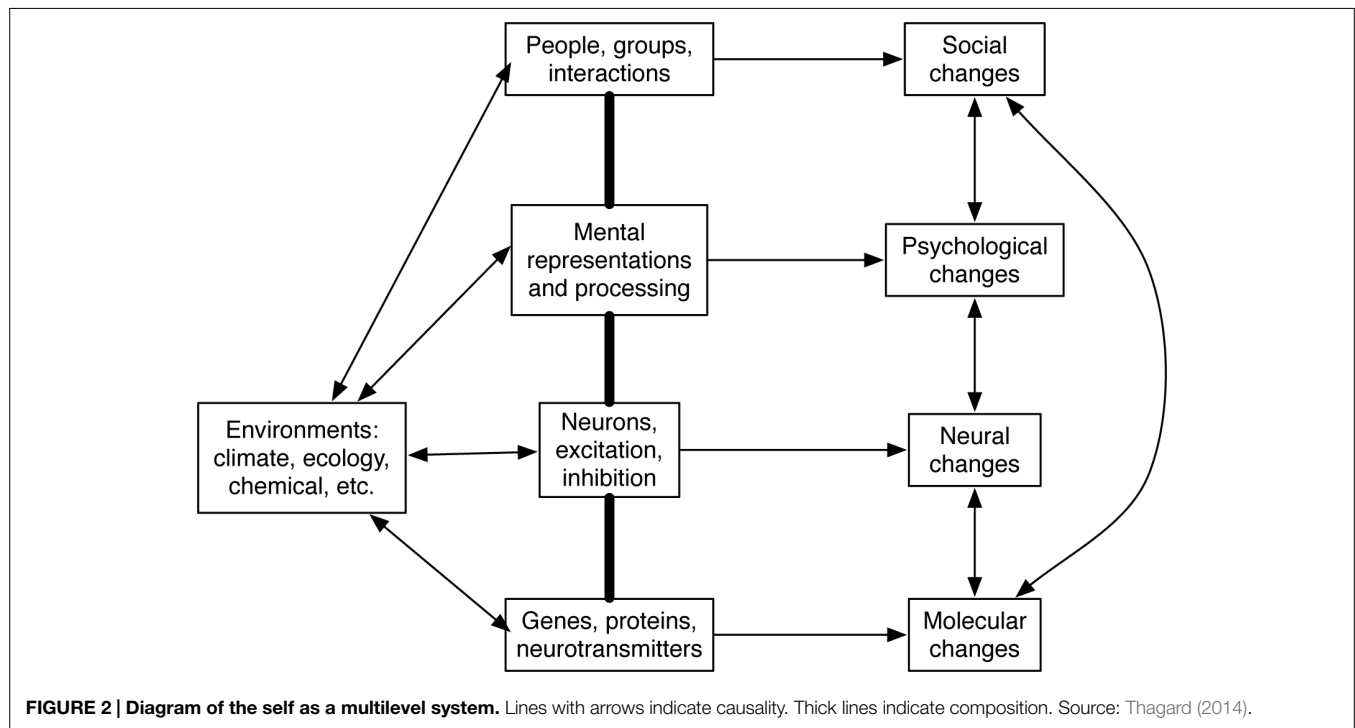 People, groups,
interactions
Social
changes
Mental
representations
and processing
Psychological
changes
Environments:
climate, ecology,
chemical, etc.
Neurons,
excitation,
inhibition
Neural
changes
Genes, proteins,
neurotransmitters
Molecular
changes
FIGURE 2 | Diagram of the self as a multilevel system. Lines with arrows indicate causality. Thick lines indicate composition. Source: Thagard (2014).